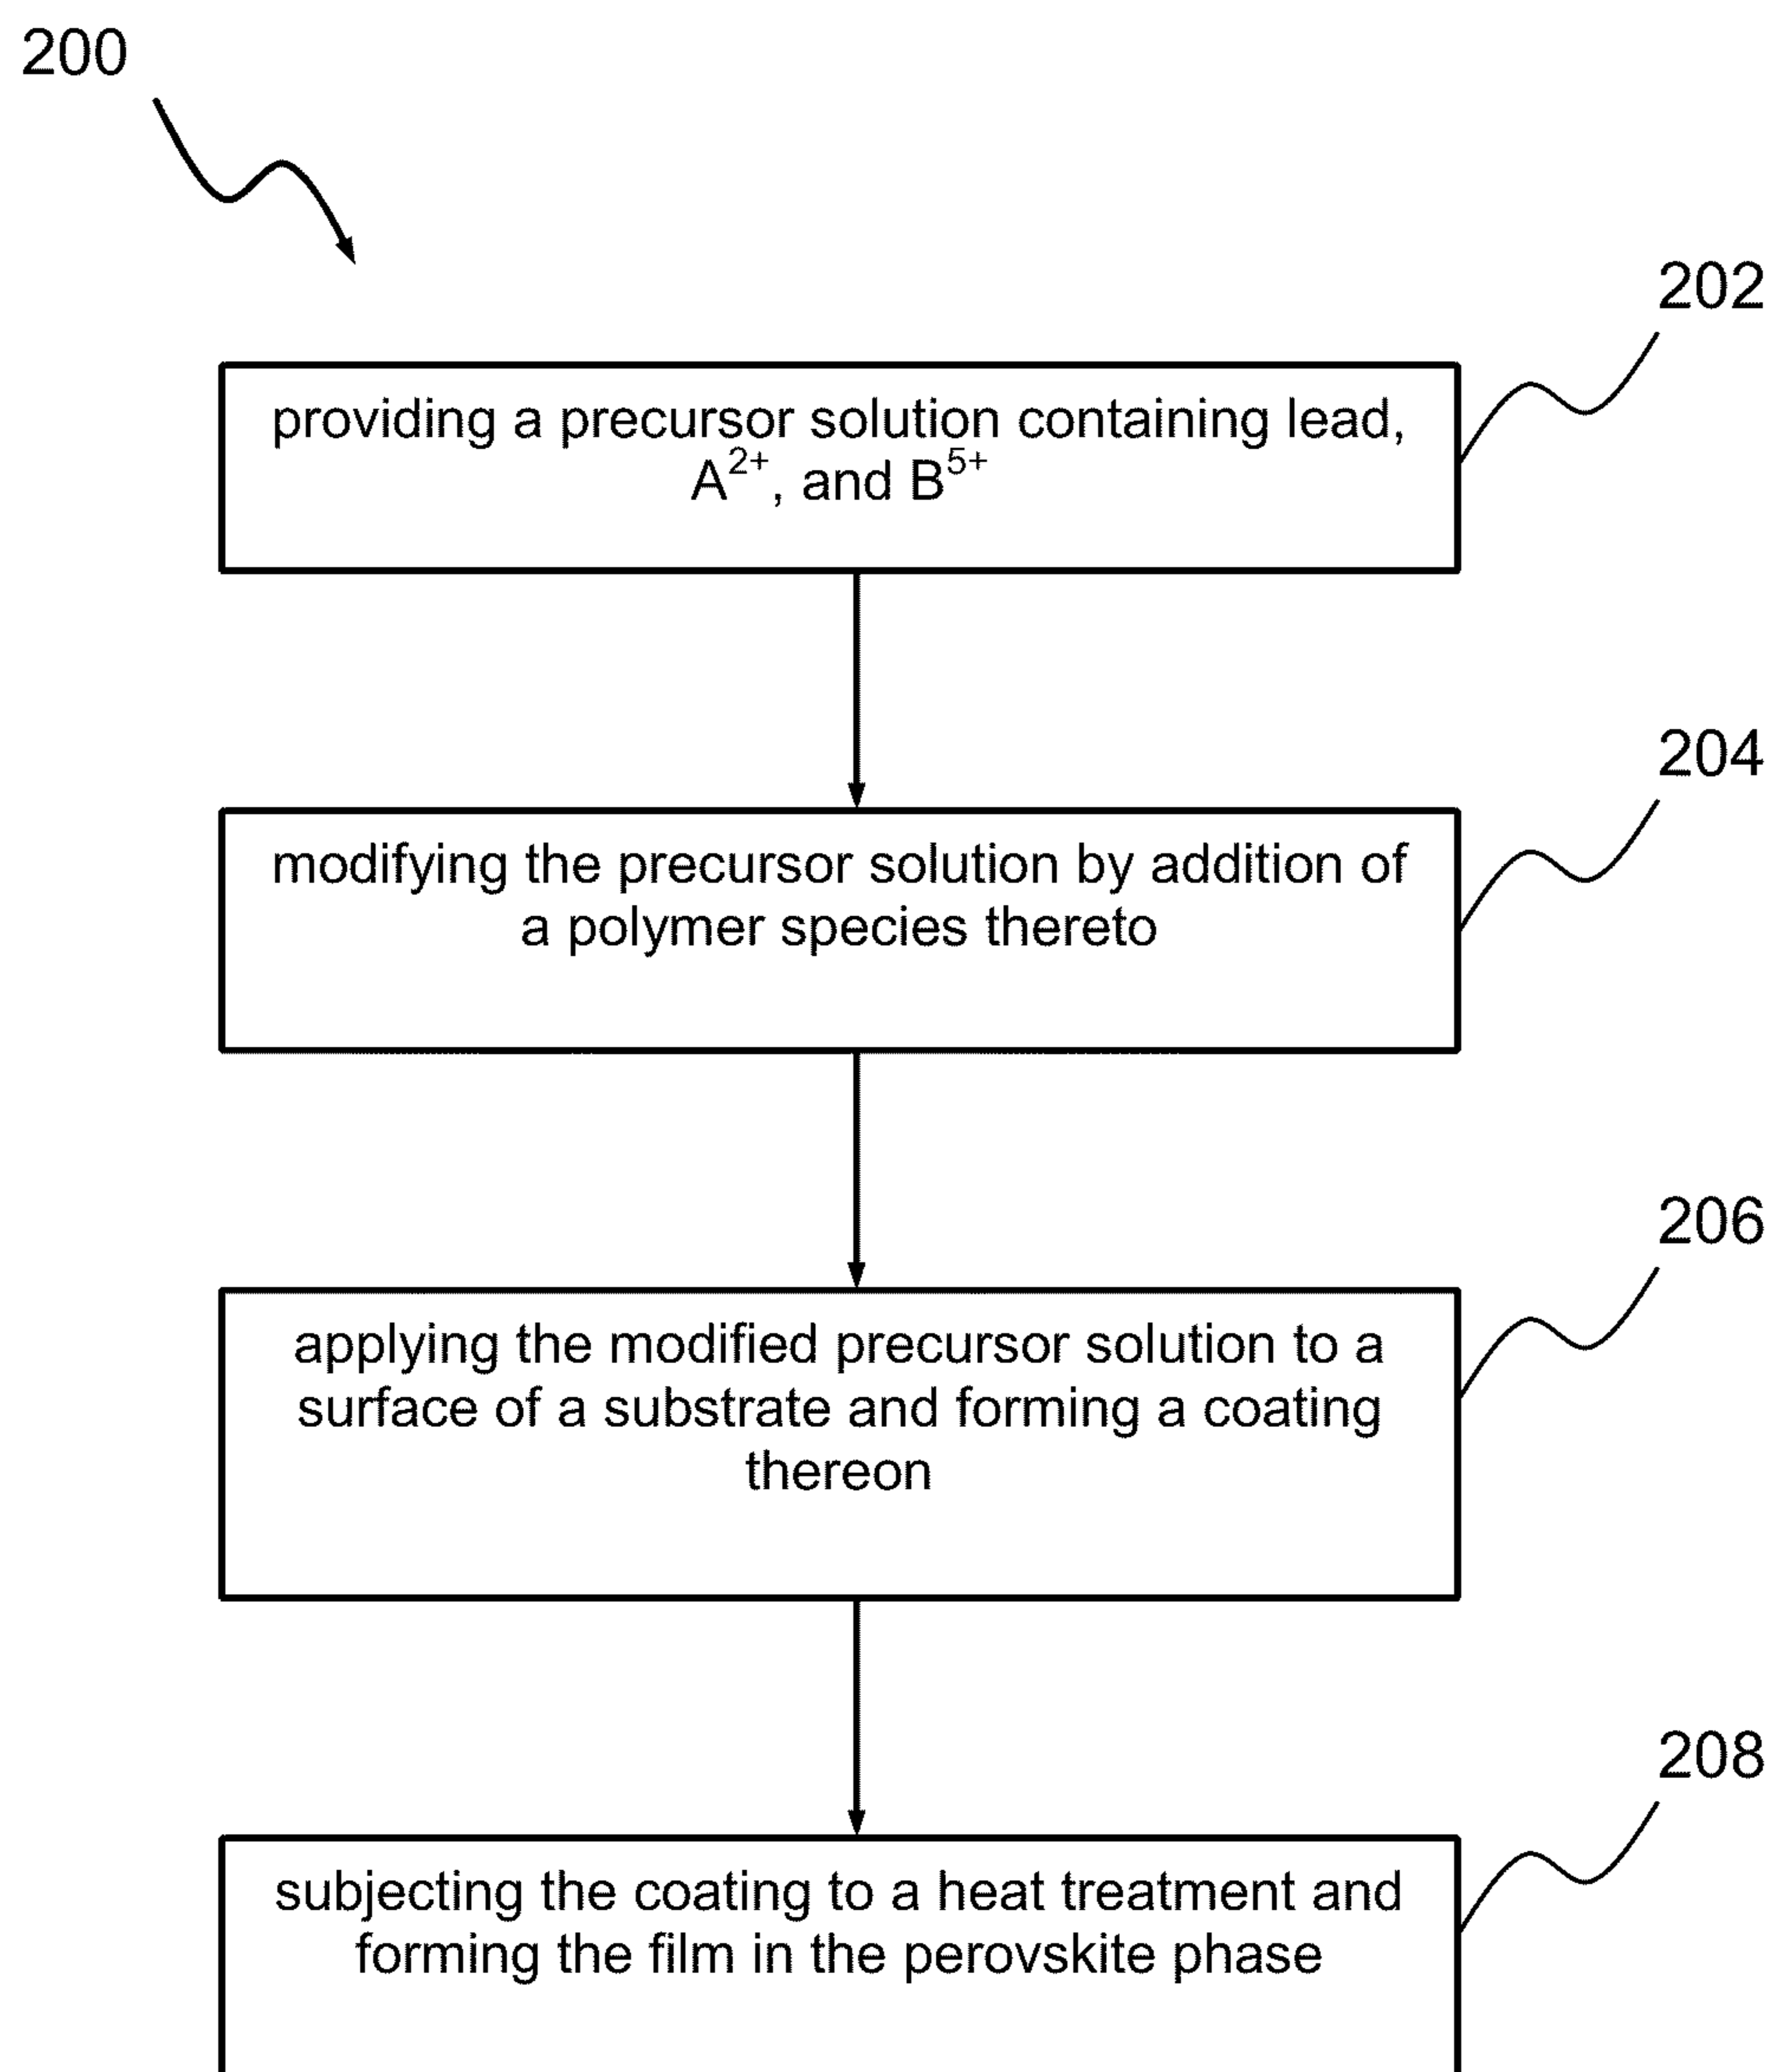 200
202
providing a precursor solution containing lead,
A²⁺, and B⁵⁺
204
modifying the precursor solution by addition of
a polymer species thereto
206
applying the modified precursor solution to a
surface of a substrate and forming a coating
thereon
208
subjecting the coating to a heat treatment and
forming the film in the perovskite phase